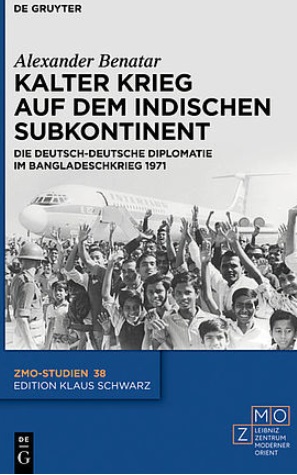 DE GRUYTER
Alexander Benatar
KALTER KRIEG
AUF DEM INDISCHEN
SUBKONTINENT
DIE DEUTSCH-DEUTSCHE DIPLOMATIE
IM BANGLADESCHKRIEG 1971
ZMO-STUDIEN 38
EDITION KLAUS SCHWARZ
DE
G
Z
M
O
LEIBNIZ
ZENTRUM
MODERNER
ORIENT